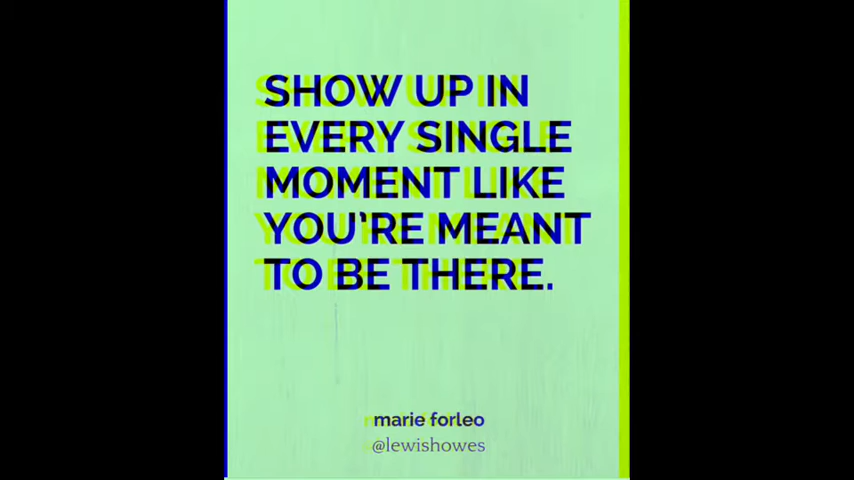 SHOW UP IN
EVERY SINGLE
MOMENT LIKE
YOU'RE MEANT
TO BE THERE.
marie forleo
@lewishowes